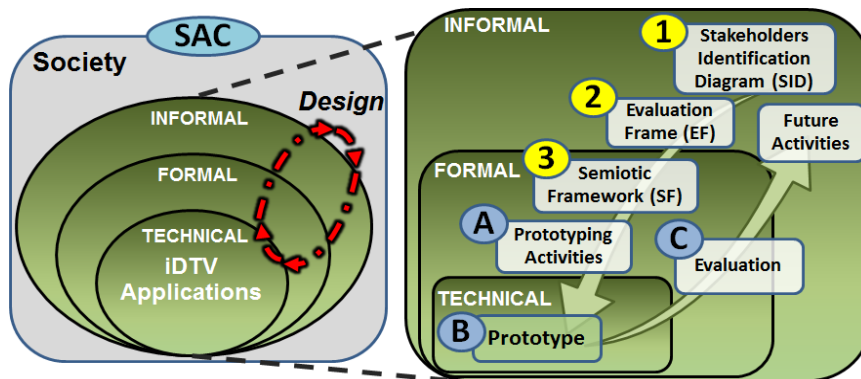 SAC
Society
Design
INFORMAL
FORMAL
TECHNICAL
iDTV
Applications
INFORMAL
1
Stakeholders
Identification
Diagram (SID)
2
Evaluation
Frame (EF)
Future
Activities
FORMAL
3
Semiotic
Framework (SF)
A
Prototyping
Activities
C
Evaluation
TECHNICAL
B
Prototype